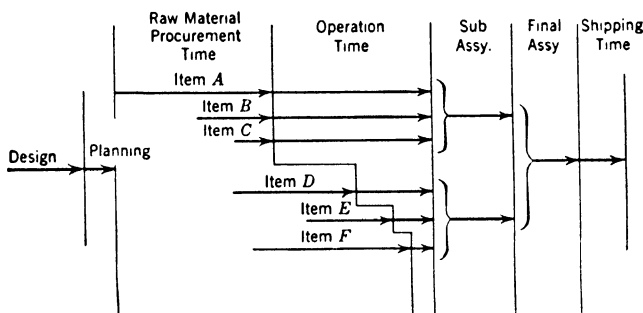 Raw Material
Procurement
Time
Operation
Time
Sub
Assy.
Final
Assy
Shipping
Time
Item A
Item B
Item C
Design
Planning
Item D
Item E
Item F